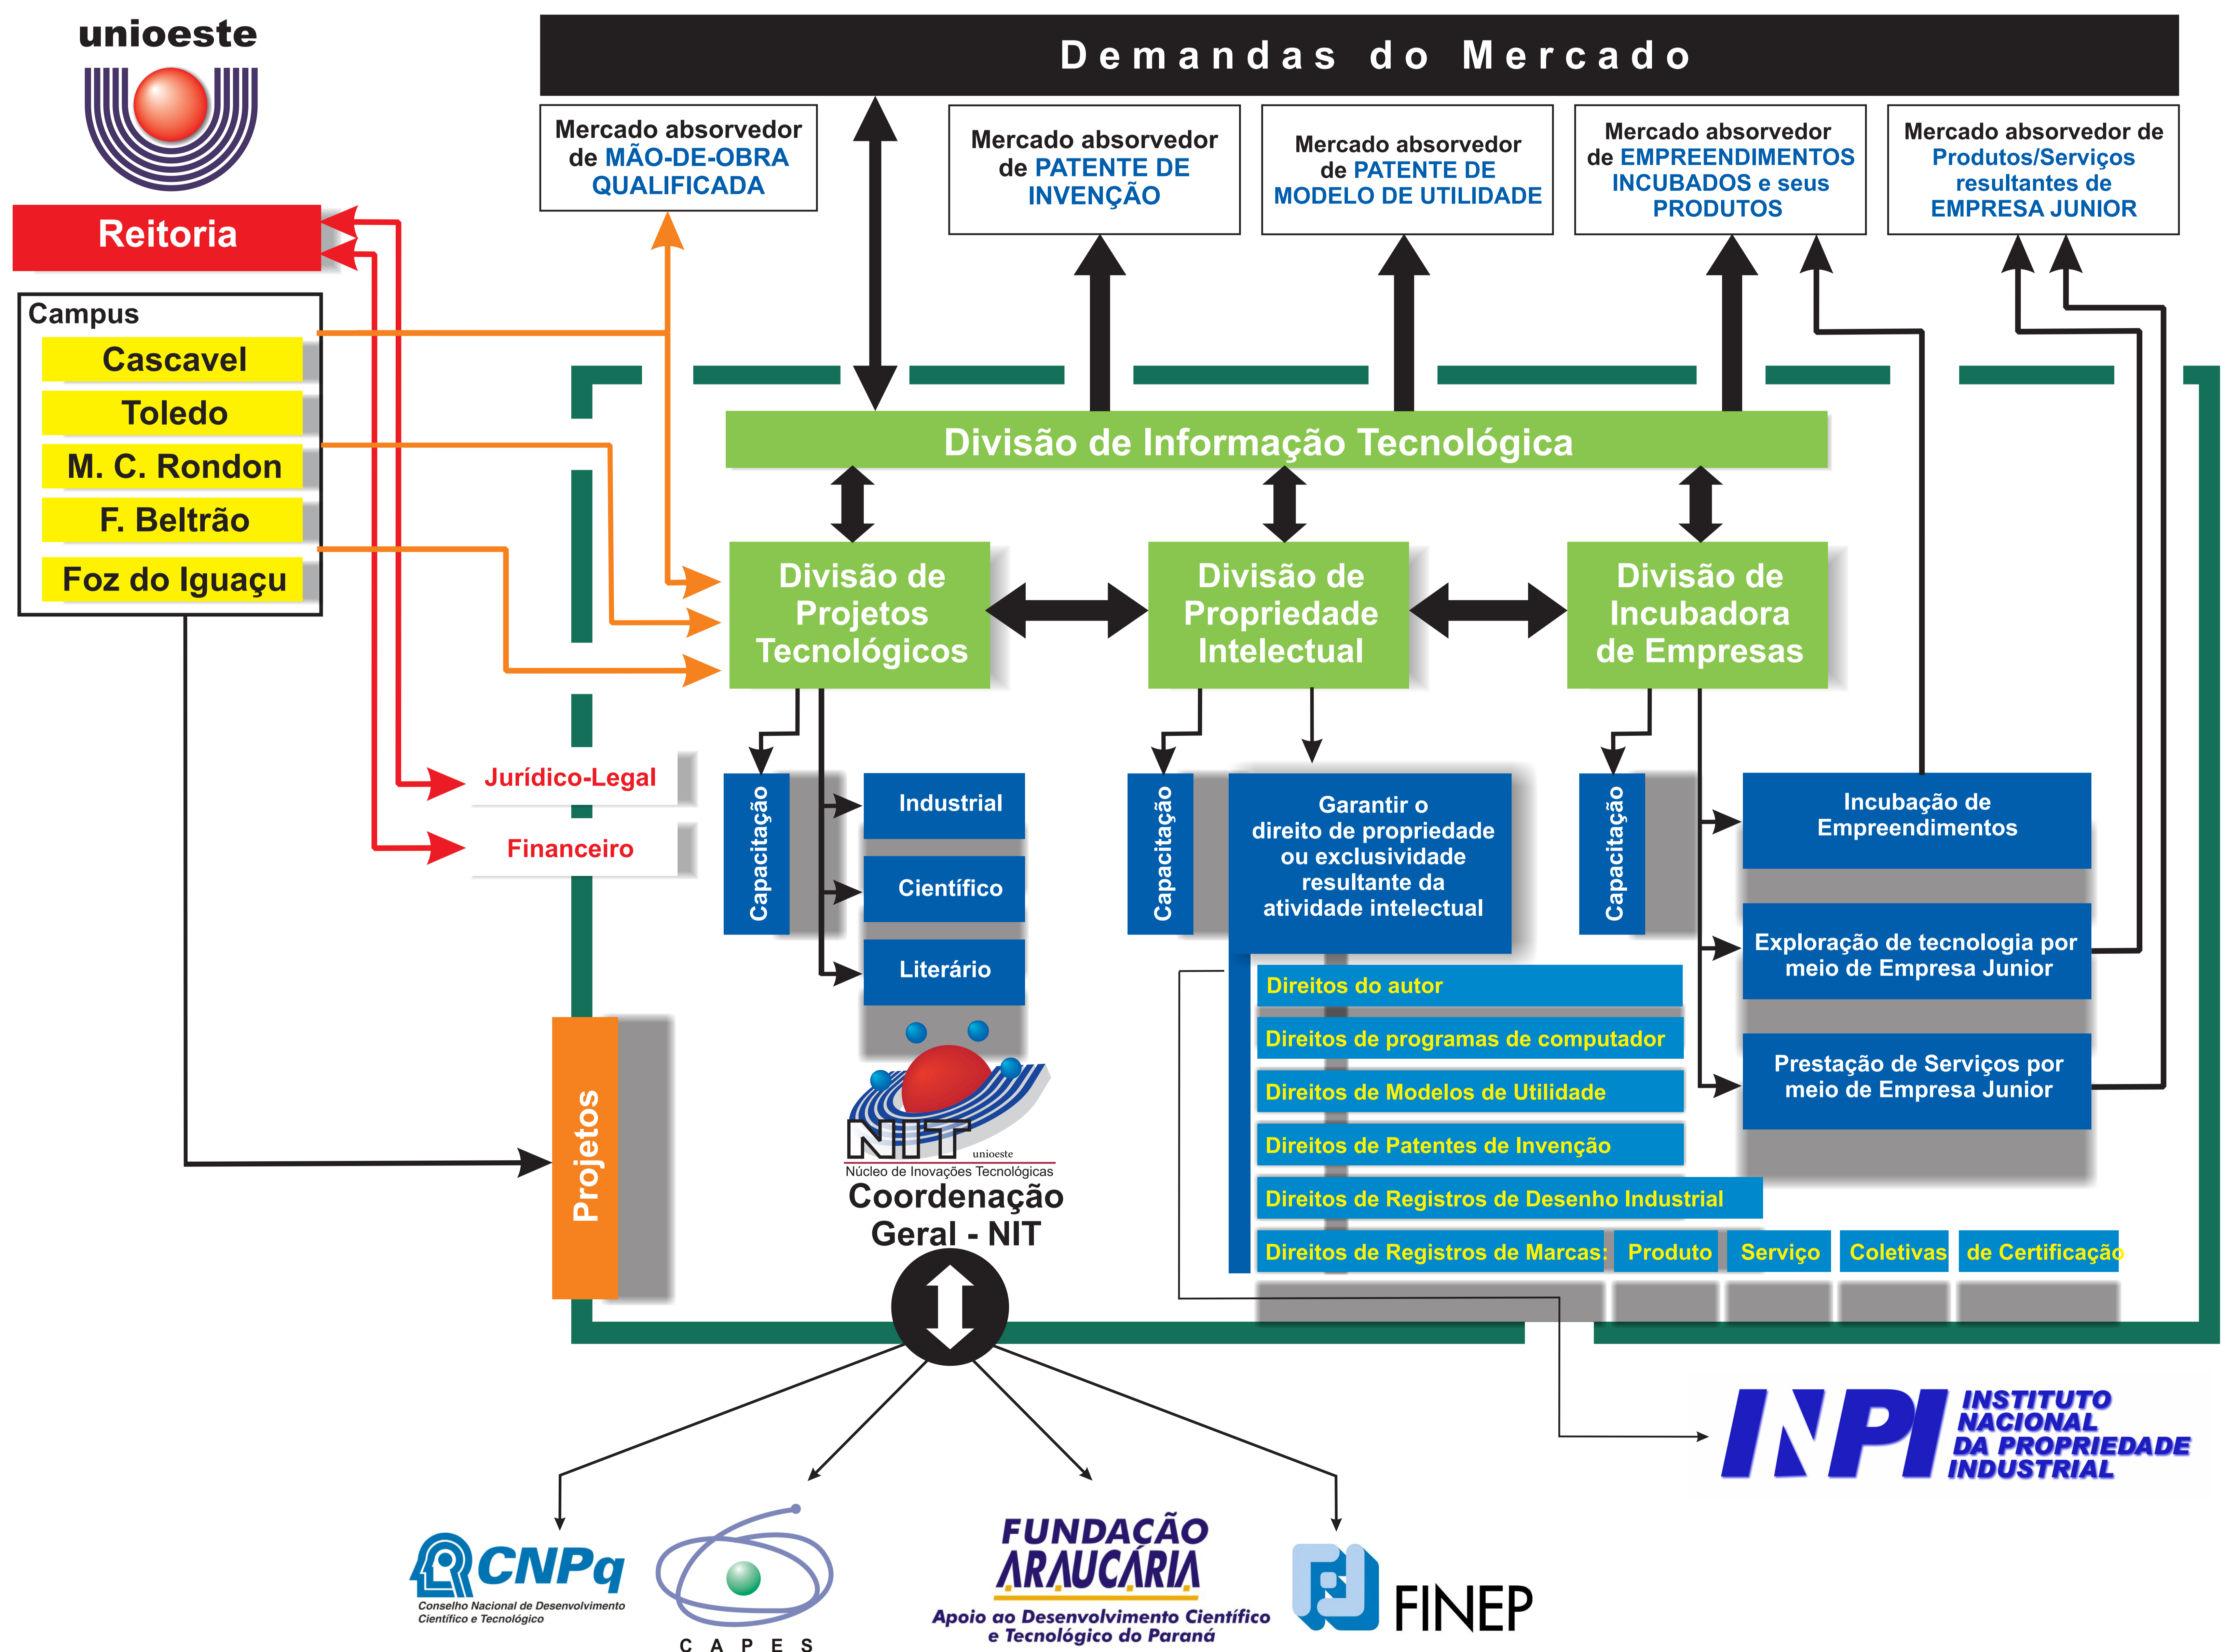 unioeste
Demandas do Mercado
Mercado absorvedor
de MÃO-DE-OBRA
QUALIFICADA
Mercado absorvedor
de PATENTE DE
INVENÇÃO
Mercado absorvedor
de PATENTE DE
MODELO DE UTILIDADE
Mercado absorvedor
de EMPREENDIMENTOS
INCUBADOS e seus
PRODUTOS
Mercado absorvedor de
Produtos/Serviços
resultantes de
EMPRESA JUNIOR
Reitoria
Campus
Cascavel
Toledo
M. C. Rondon
F. Beltrão
Foz do Iguaçu
Divisão de Informação Tecnológica
Divisão de
Projetos
Tecnológicos
Divisão de
Propriedade
Intelectual
Divisão de
Incubadora
de Empresas
Jurídico-Legal
Financeiro
Capacitação
Industrial
Científico
Literário
Capacitação
Garantir o
direito de propriedade
ou exclusividade
resultante da
atividade intelectual
Capacitação
Incubação de
Empreendimentos
Exploração de tecnologia por
meio de Empresa Junior
Prestação de Serviços por
meio de Empresa Junior
Direitos do autor
Direitos de programas de computador
Direitos de Modelos de Utilidade
Direitos de Patentes de Invenção
Direitos de Registros de Desenho Industrial
Direitos de Registros de Marcas: Produto Serviço Coletivas de Certificação
Projetos
NIT unioeste
Núcleo de Inovações Tecnológicas
Coordenação
Geral - NIT
INPI
INSTITUTO
NACIONAL
DA PROPRIEDADE
INDUSTRIAL
CNPq
Conselho Nacional de Desenvolvimento
Científico e Tecnológico
CAPES
FUNDAÇÃO
ARAUCÁRIA
Apoio ao Desenvolvimento Científico
e Tecnológico do Paraná
FINEP